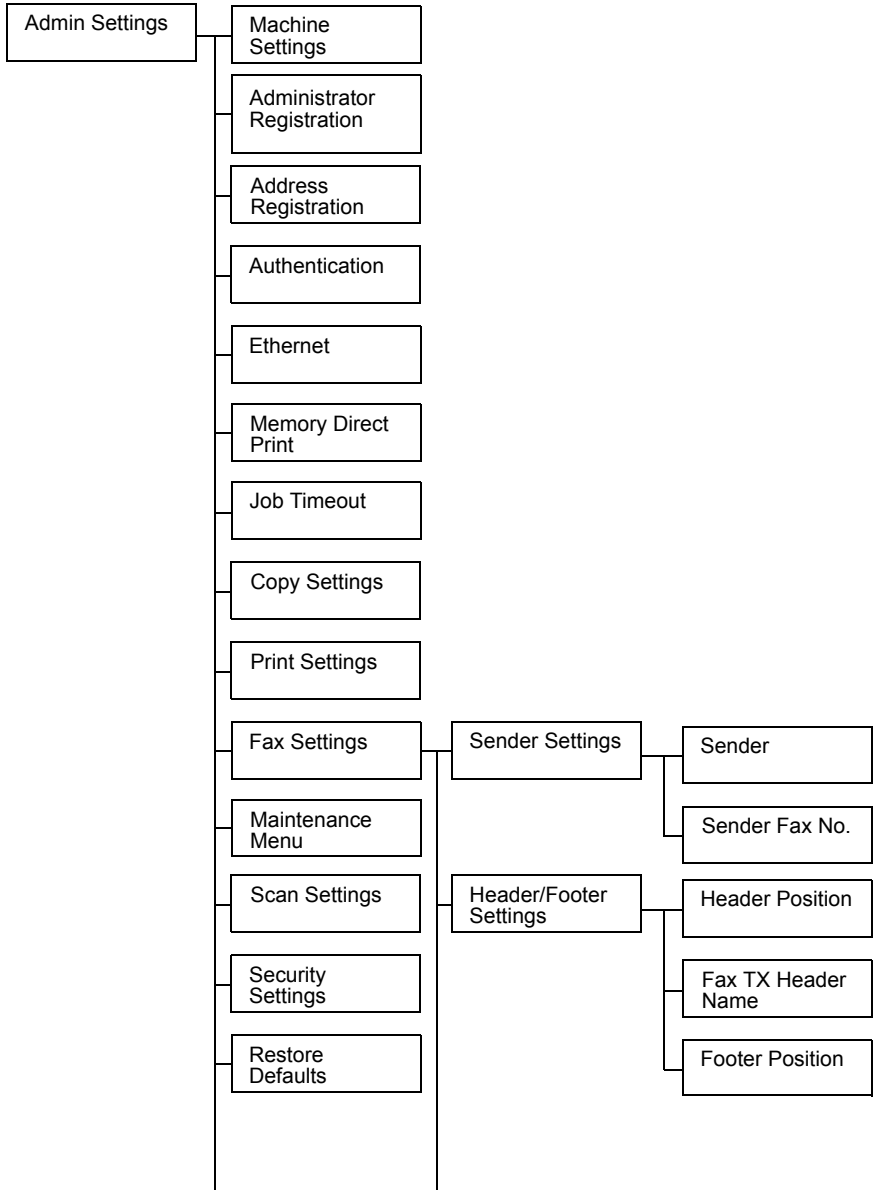 Admin Settings
Machine
Settings
Administrator
Registration
Address
Registration
Authentication
Ethernet
Memory Direct
Print
Job Timeout
Copy Settings
Print Settings
Fax Settings
Sender Settings
Sender
Sender Fax No.
Maintenance
Menu
Scan Settings
Header/Footer
Settings
Header Position
Fax TX Header
Name
Footer Position
Security
Settings
Restore
Defaults